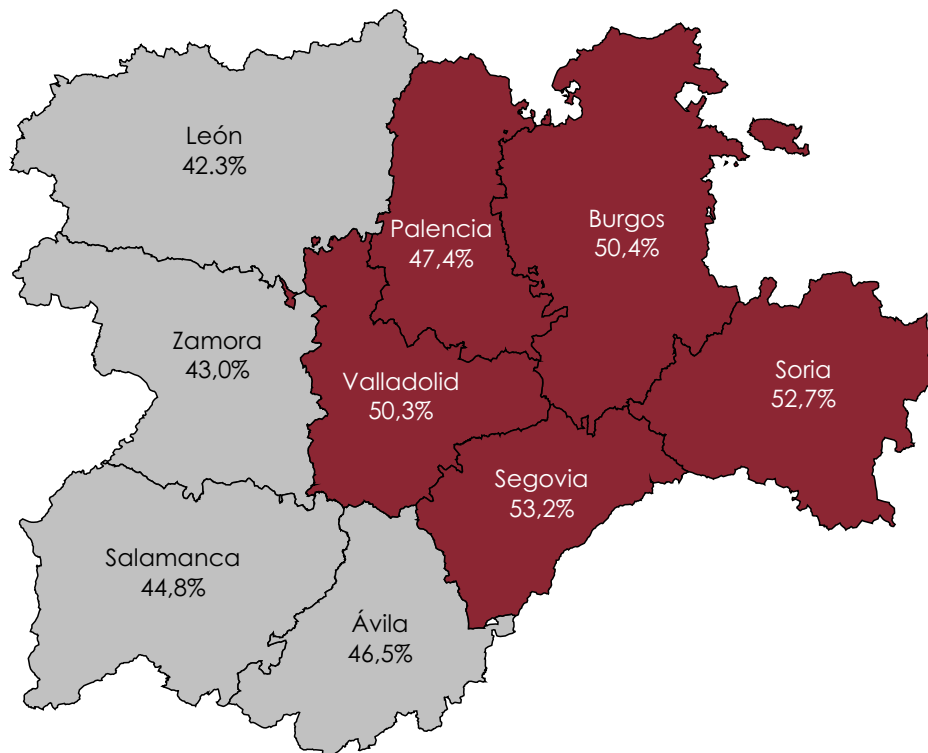 León
42.3%
Palencia
47,4%
Burgos
50,4%
Zamora
43,0%
Valladolid
50,3%
Soria
52,7%
Segovia
53,2%
Salamanca
44,8%
Ávila
46,5%